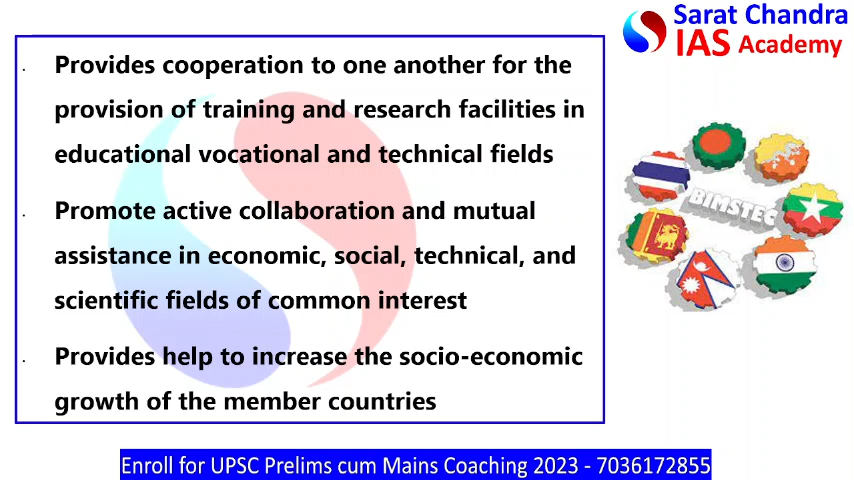 Sarat Chandra
IAS Academy
Provides cooperation to one another for the
provision of training and research facilities in
educational vocational and technical fields
Promote active collaboration and mutual
assistance in economic, social, technical, and
scientific fields of common interest
Provides help to increase the socio-economic
growth of the member countries
BIMSTEC
Enroll for UPSC Prelims cum Mains Coaching 2023 - 7036172855